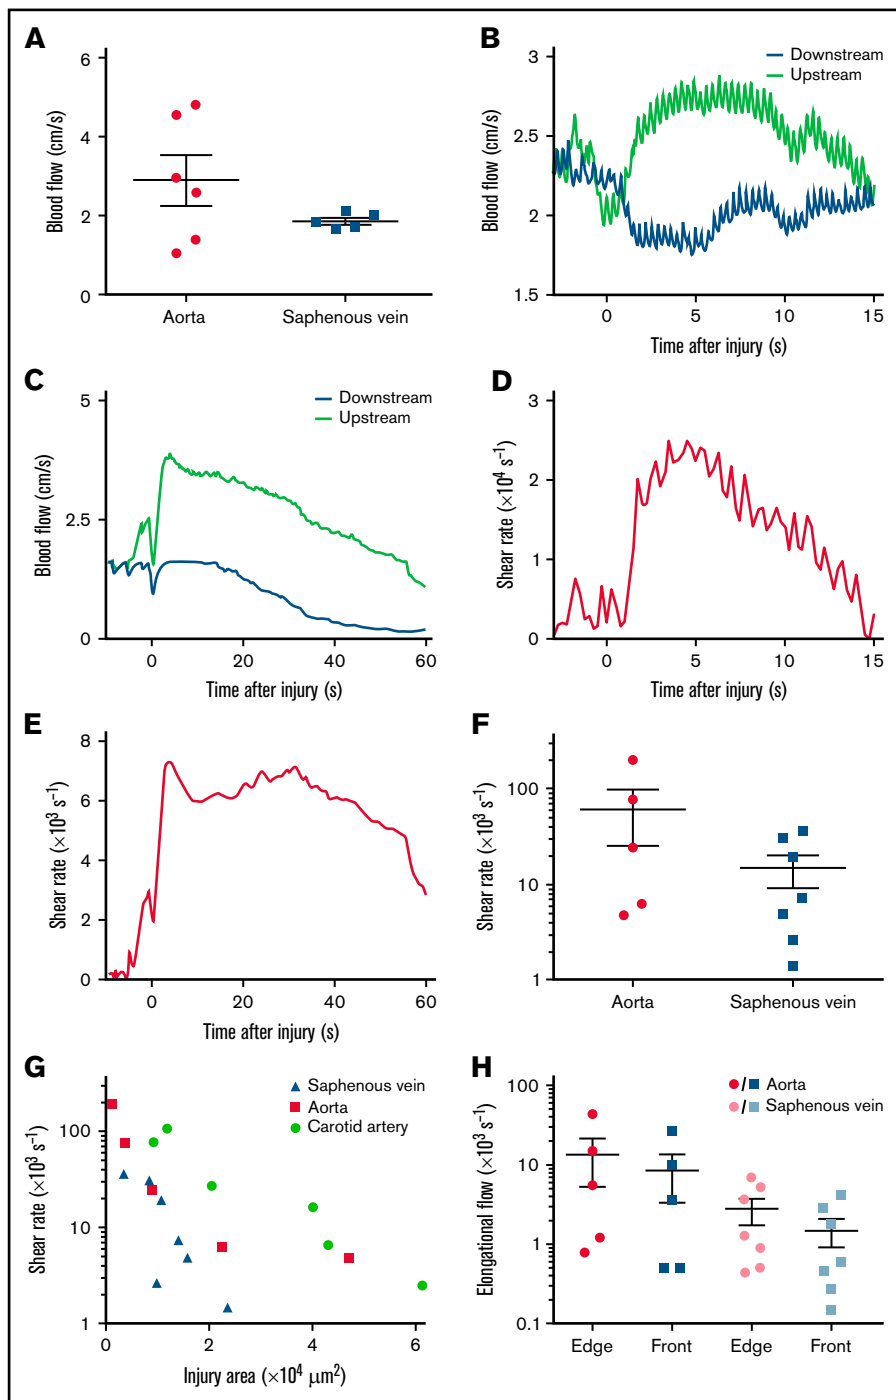 A
Blood flow (cm/s)
6
4
2
0
Aorta
Saphenous vein
B
Blood flow (cm/s)
3
2.5
2
1.5
Downstream
Upstream
0
5
10
15
Time after injury (s)
C
Blood flow (cm/s)
5
2.5
0
Downstream
Upstream
0
20
40
60
Time after injury (s)
D
Shear rate (×10⁴ s⁻¹)
3
2
1
0
0
5
10
15
Time after injury (s)
E
Shear rate (×10³ s⁻¹)
8
6
4
2
0
0
20
40
60
Time after injury (s)
F
Shear rate (×10³ s⁻¹)
100
10
1
Aorta
Saphenous vein
G
Shear rate (×10³ s⁻¹)
100
10
1
Saphenous vein
Aorta
Carotid artery
0
2
4
6
Injury area (×10⁴ μm²)
H
Elongational flow (×10³ s⁻¹)
100
10
1
0.1
/ Aorta
/ Saphenous vein
Edge
Front
Edge
Front